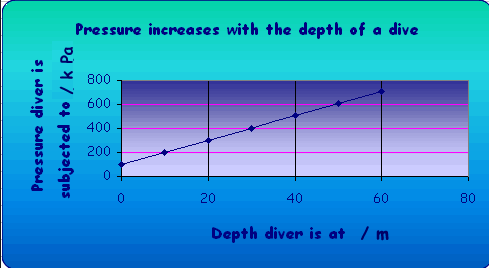 Pressure increases with the depth of a dive
Pressure diver is
subjected to / k Pa
800
600
400
200
0
0 20 40 60 80
Depth diver is at / m